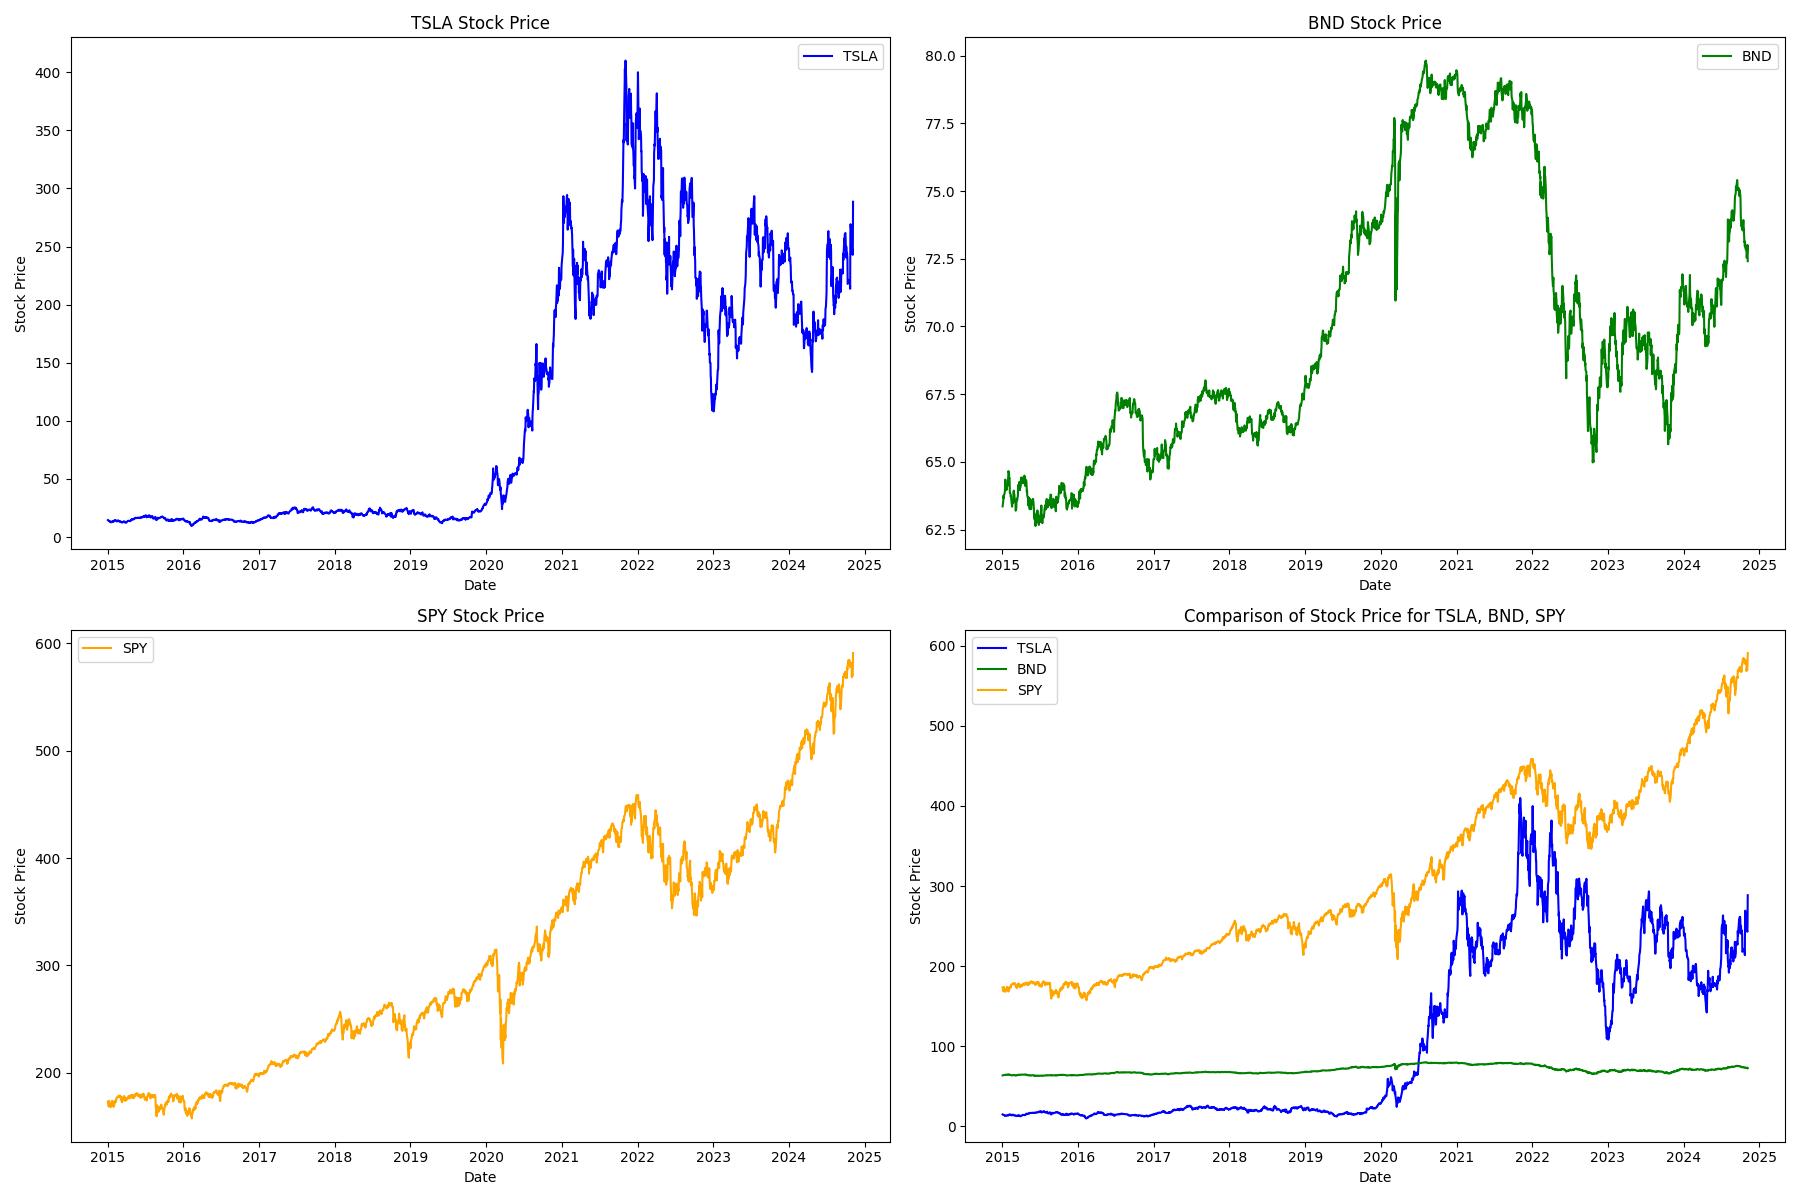 TSLA Stock Price
TSLA
400
350
300
250
200
150
100
50
0
Stock Price
2015 2016 2017 2018 2019 2020 2021 2022 2023 2024 2025
Date
BND Stock Price
BND
80.0
77.5
75.0
72.5
70.0
67.5
65.0
62.5
Stock Price
2015 2016 2017 2018 2019 2020 2021 2022 2023 2024 2025
Date
SPY Stock Price
SPY
600
500
400
300
200
Stock Price
2015 2016 2017 2018 2019 2020 2021 2022 2023 2024 2025
Date
Comparison of Stock Price for TSLA, BND, SPY
TSLA
BND
SPY
600
500
400
300
200
100
0
Stock Price
2015 2016 2017 2018 2019 2020 2021 2022 2023 2024 2025
Date